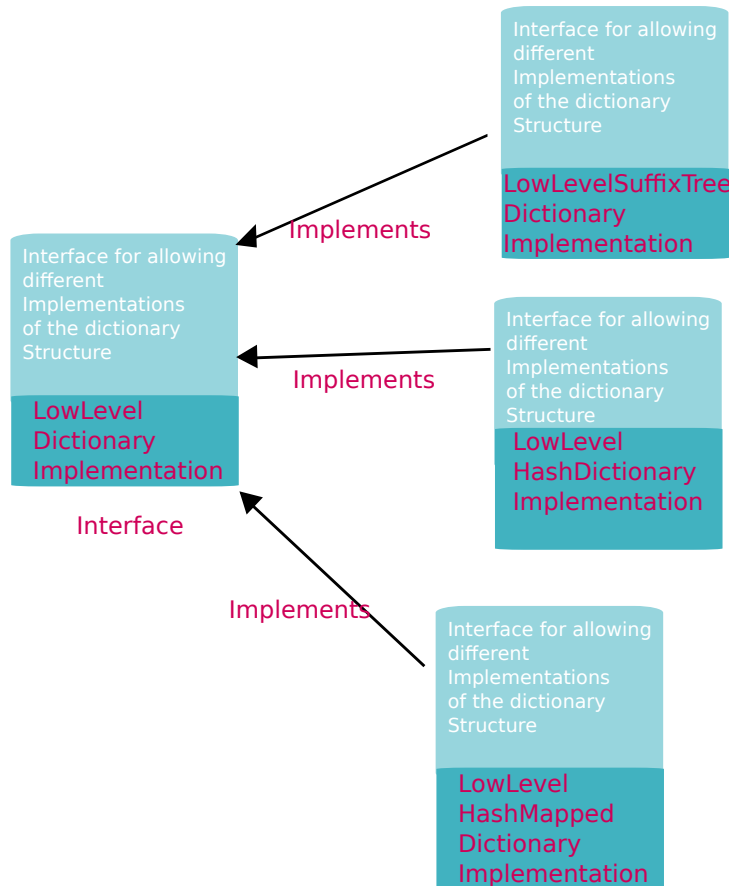 Interface for allowing
different
Implementations
of the dictionary
Structure
LowLevelSuffixTree
Dictionary
Implementation
Implements
Interface for allowing
different
Implementations
of the dictionary
Structure
LowLevel
Dictionary
Implementation
Interface
Implements
Interface for allowing
different
Implementations
of the dictionary
Structure
LowLevel
HashDictionary
Implementation
Implements
Interface for allowing
different
Implementations
of the dictionary
Structure
LowLevel
HashMapped
Dictionary
Implementation